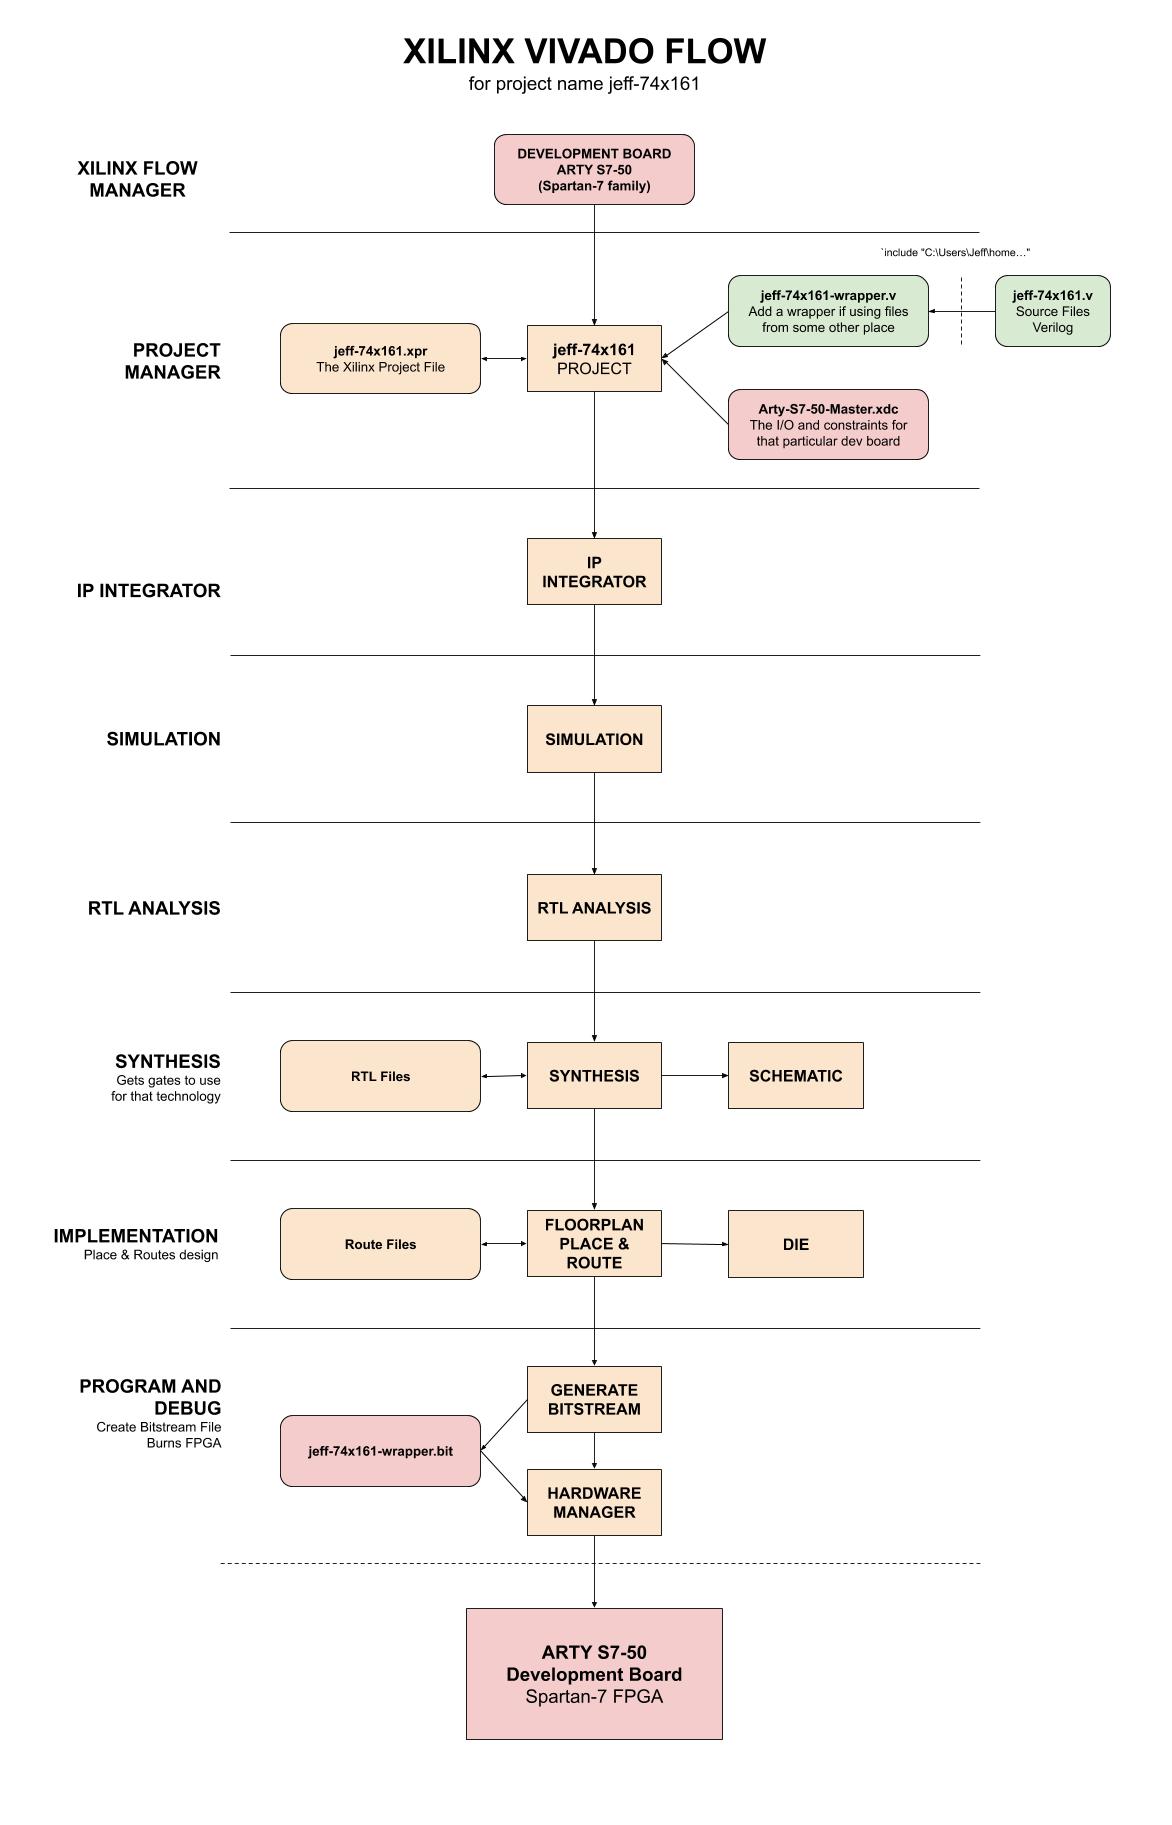 XILINX VIVADO FLOW
for project name jeff-74x161
XILINX FLOW
MANAGER
DEVELOPMENT BOARD
ARTY S7-50
(Spartan-7 family)
`include "C:\Users\Jeff\home…"
PROJECT
MANAGER
jeff-74x161.xpr
The Xilinx Project File
jeff-74x161
PROJECT
jeff-74x161-wrapper.v
Add a wrapper if using files
from some other place
jeff-74x161.v
Source Files
Verilog
Arty-S7-50-Master.xdc
The I/O and constraints for
that particular dev board
IP INTEGRATOR
IP
INTEGRATOR
SIMULATION
SIMULATION
RTL ANALYSIS
RTL ANALYSIS
SYNTHESIS
Gets gates to use
for that technology
RTL Files
SYNTHESIS
SCHEMATIC
IMPLEMENTATION
Place & Routes design
Route Files
FLOORPLAN
PLACE &
ROUTE
DIE
PROGRAM AND
DEBUG
Create Bitstream File
Burns FPGA
jeff-74x161-wrapper.bit
GENERATE
BITSTREAM
HARDWARE
MANAGER
ARTY S7-50
Development Board
Spartan-7 FPGA